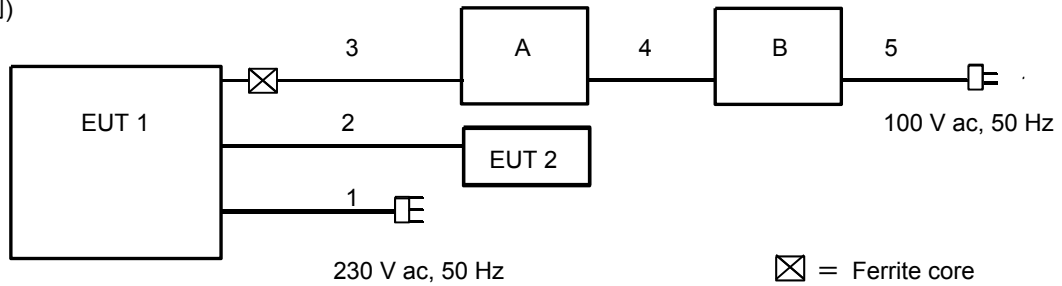 3
A
4
B
5
EUT 1
2
EUT 2
100 V ac, 50 Hz
1
230 V ac, 50 Hz
= Ferrite core